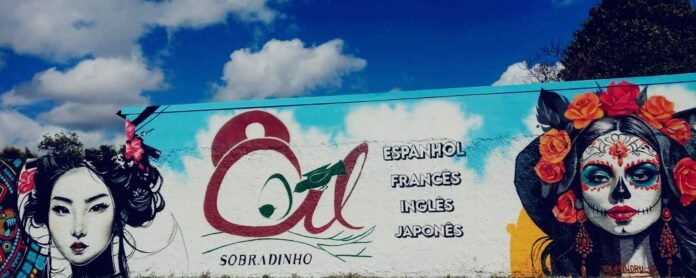 Cil
SOBRADINHO
ESPANHOL
FRANCÊS
INGLÊS
JAPONÊS